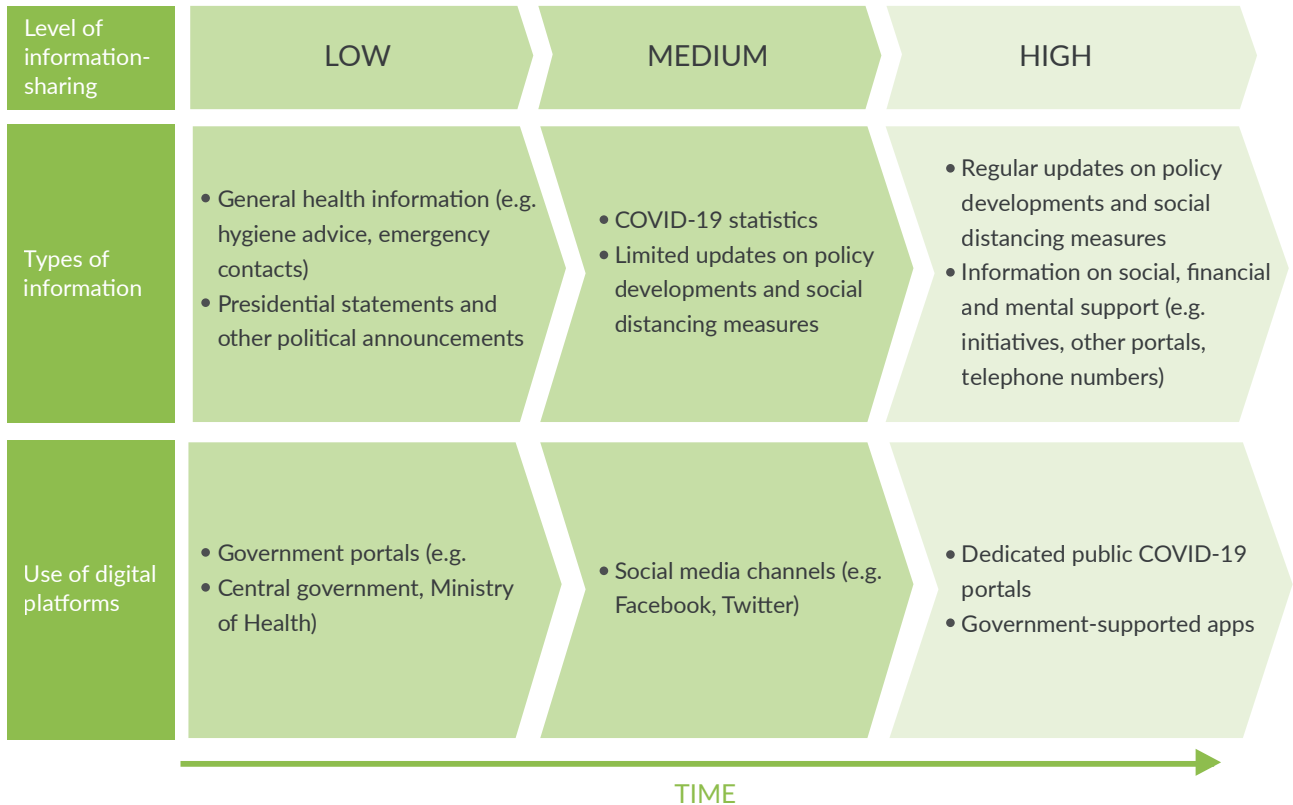 Level of
information-
sharing
LOW
MEDIUM
HIGH
Types of
information
• General health information (e.g.
hygiene advice, emergency
contacts)
• Presidential statements and
other political announcements
• COVID-19 statistics
• Limited updates on policy
developments and social
distancing measures
• Regular updates on policy
developments and social
distancing measures
• Information on social, financial
and mental support (e.g.
initiatives, other portals,
telephone numbers)
Use of digital
platforms
• Government portals (e.g.
• Central government, Ministry
of Health)
• Social media channels (e.g.
Facebook, Twitter)
• Dedicated public COVID-19
portals
• Government-supported apps
TIME